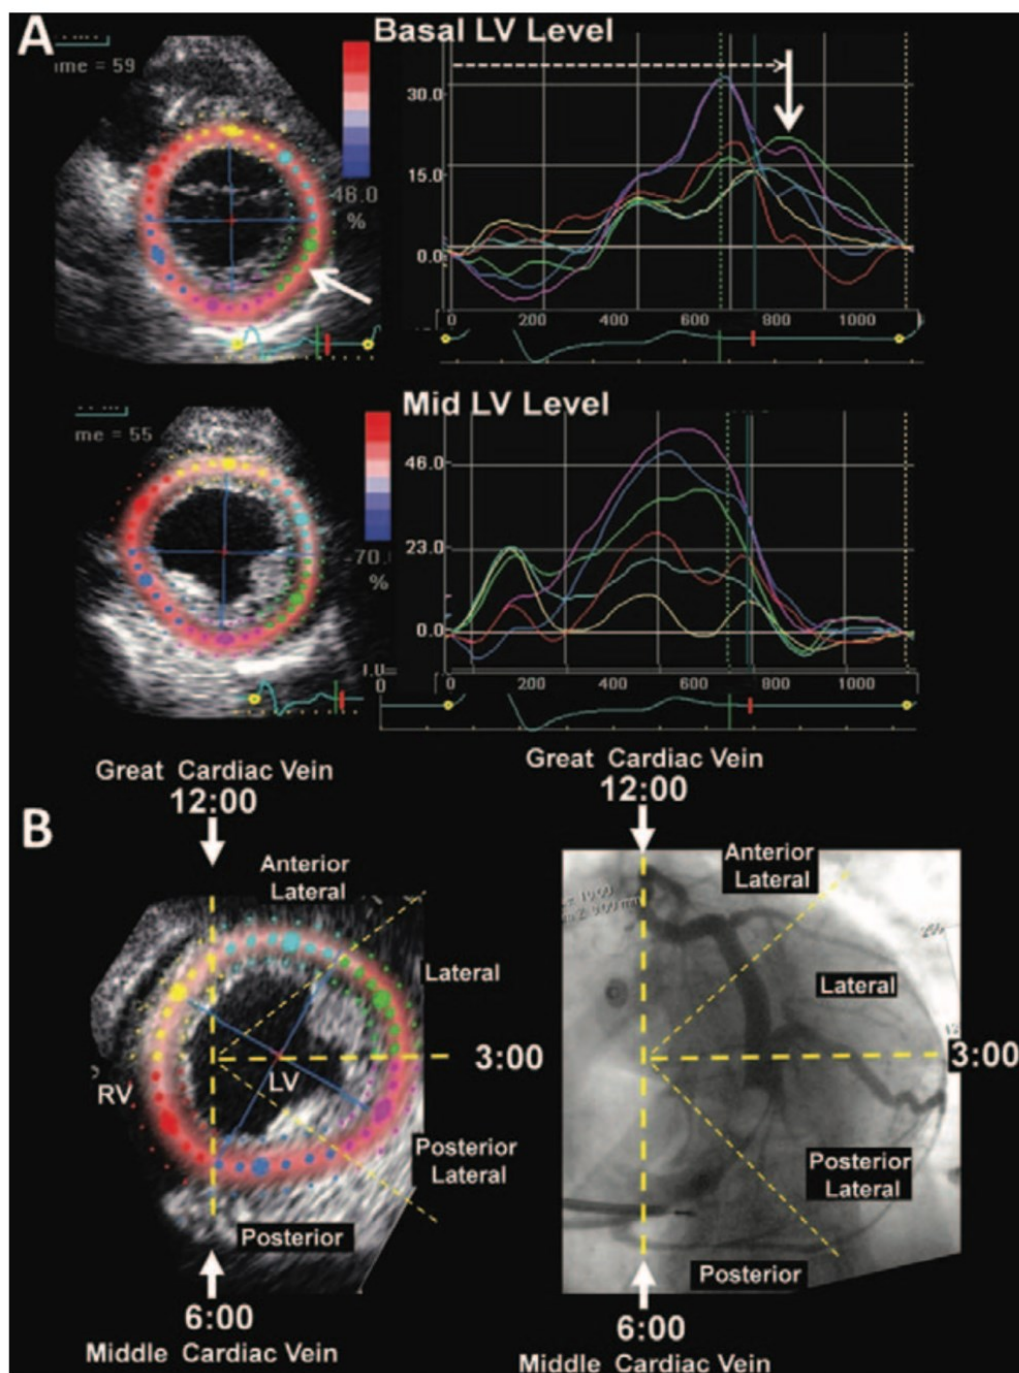 A
Basal LV Level
ame = 59
-46.0
%
30.0
15.0
0.0
0 200 400 600 800 1000
Mid LV Level
me = 55
-70.
%
46.0
23.0
0.0
0
0 200 400 600 800 1000
B
Great Cardiac Vein
12:00
Anterior
Lateral
Lateral
3:00
RV
LV
Posterior
Lateral
Posterior
6:00
Middle Cardiac Vein
Great Cardiac Vein
12:00
Anterior
Lateral
Lateral
3:00
Posterior
Lateral
Posterior
6:00
Middle Cardiac Vein